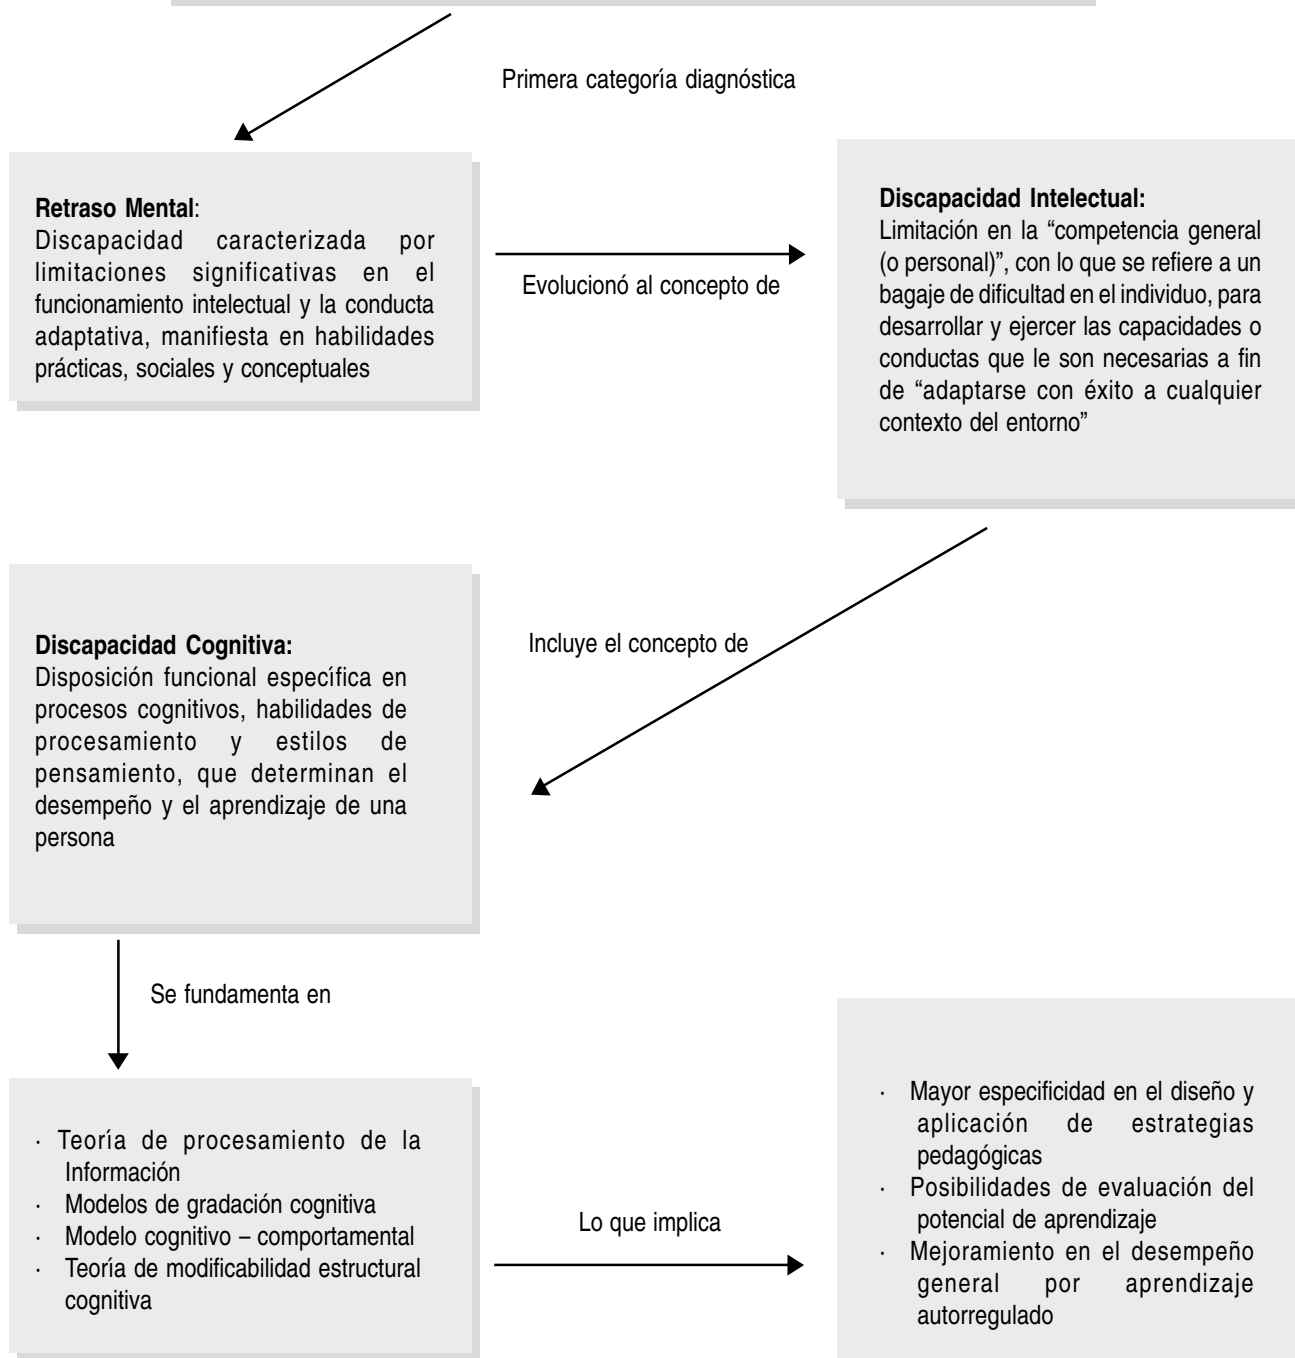 Primera categoría diagnóstica
Retraso Mental:
Discapacidad caracterizada por
limitaciones significativas en el
funcionamiento intelectual y la conducta
adaptativa, manifiesta en habilidades
prácticas, sociales y conceptuales
Evolucionó al concepto de
Discapacidad Intelectual:
Limitación en la “competencia general
(o personal)”, con lo que se refiere a un
bagaje de dificultad en el individuo, para
desarrollar y ejercer las capacidades o
conductas que le son necesarias a fin
de “adaptarse con éxito a cualquier
contexto del entorno”
Incluye el concepto de
Discapacidad Cognitiva:
Disposición funcional específica en
procesos cognitivos, habilidades de
procesamiento y estilos de
pensamiento, que determinan el
desempeño y el aprendizaje de una
persona
Se fundamenta en
· Teoría de procesamiento de la
Información
· Modelos de gradación cognitiva
· Modelo cognitivo – comportamental
· Teoría de modificabilidad estructural
cognitiva
Lo que implica
· Mayor especificidad en el diseño y
aplicación de estrategias
pedagógicas
· Posibilidades de evaluación del
potencial de aprendizaje
· Mejoramiento en el desempeño
general por aprendizaje
autorregulado